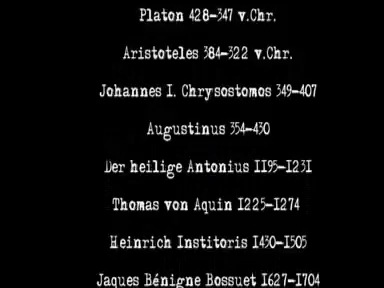 Platon 428-347 v.Chr.
Aristoteles 384-322 v.Chr.
Johannes I. Chrysostomos 349-407
Augustinus 354-430
Der heilige Antonius 1195-1231
Thomas von Aquin 1225-1274
Heinrich Institoris 1430-1505
Jaques Bénigne Bossuet 1627-1704